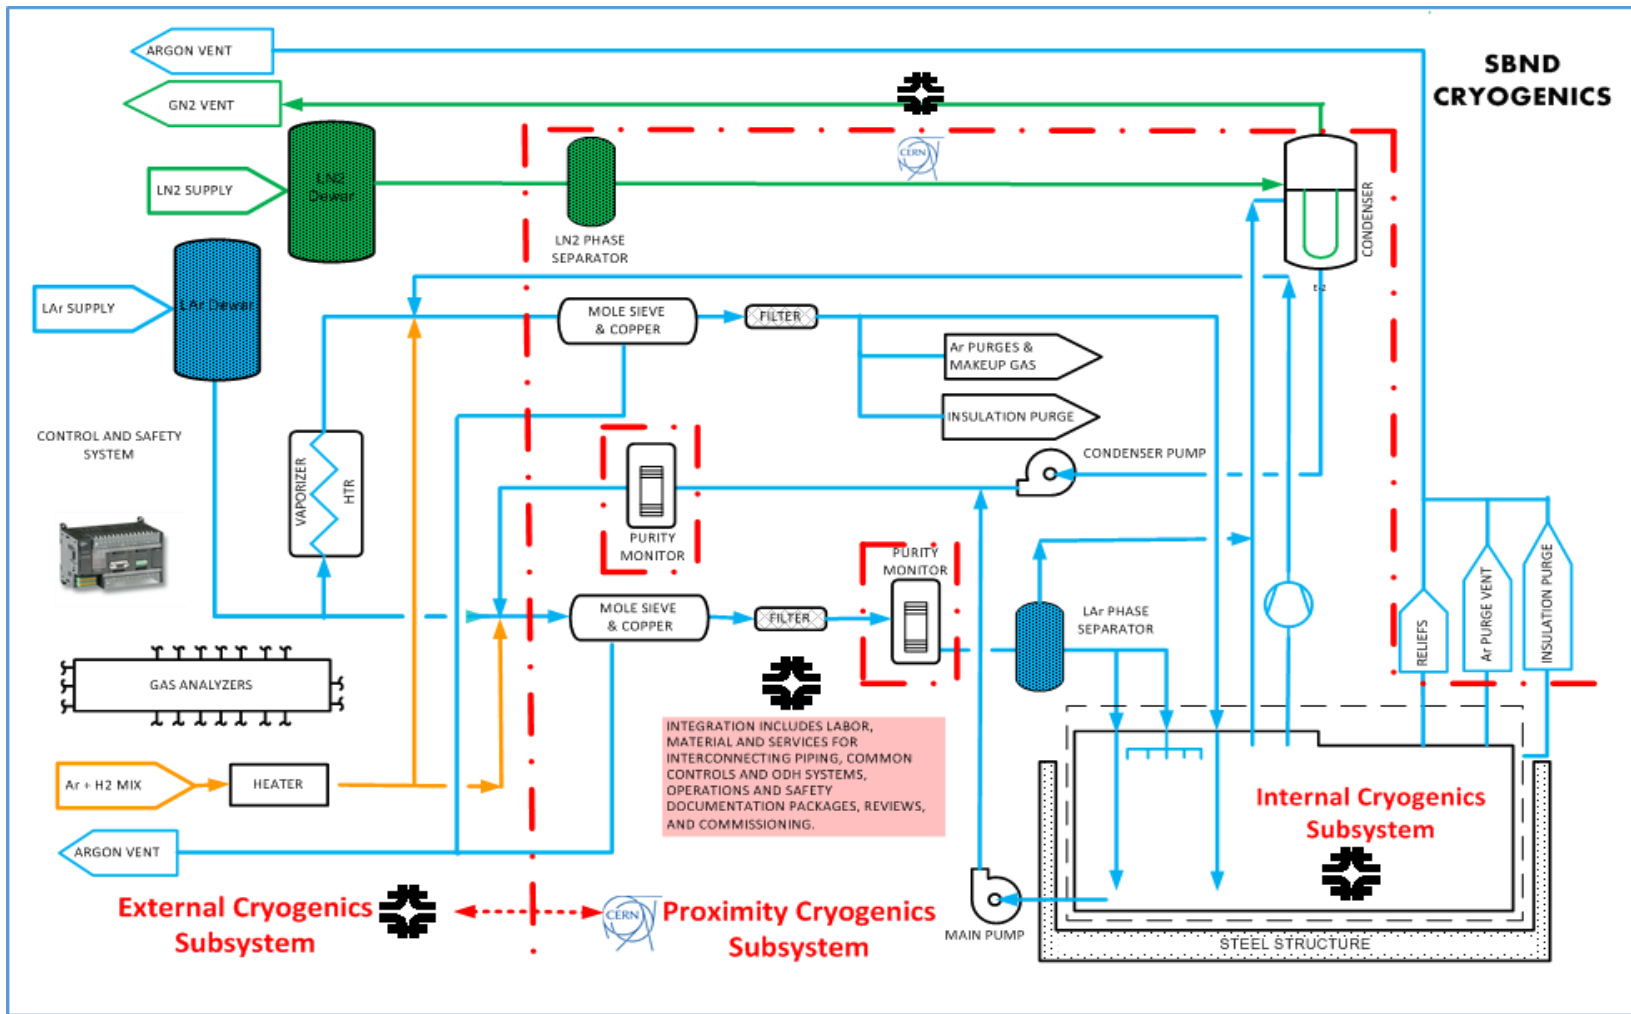 ARGON VENT
SBND
CRYOGENICS
GN2 VENT
CERN
LN2 SUPPLY
LN2
Dewar
CONDENSER
LN2 PHASE
SEPARATOR
LAr SUPPLY
LAr Dewar
MOLE SIEVE
& COPPER
FILTER
Ar PURGES &
MAKEUP GAS
INSULATION PURGE
CONTROL AND SAFETY
SYSTEM
VAPORIZER
HTR
CONDENSER PUMP
PURITY
MONITOR
PURITY
MONITOR
MOLE SIEVE
& COPPER
FILTER
LAr PHASE
SEPARATOR
RELIEFS
Ar PURGE VENT
INSULATION PURGE
GAS ANALYZERS
INTEGRATION INCLUDES LABOR,
MATERIAL AND SERVICES FOR
INTERCONNECTING PIPING, COMMON
CONTROLS AND ODH SYSTEMS,
OPERATIONS AND SAFETY
DOCUMENTATION PACKAGES, REVIEWS,
AND COMMISSIONING.
Ar + H2 MIX
HEATER
Internal Cryogenics
Subsystem
ARGON VENT
External Cryogenics
Subsystem
CERN
Proximity Cryogenics
Subsystem
MAIN PUMP
STEEL STRUCTURE